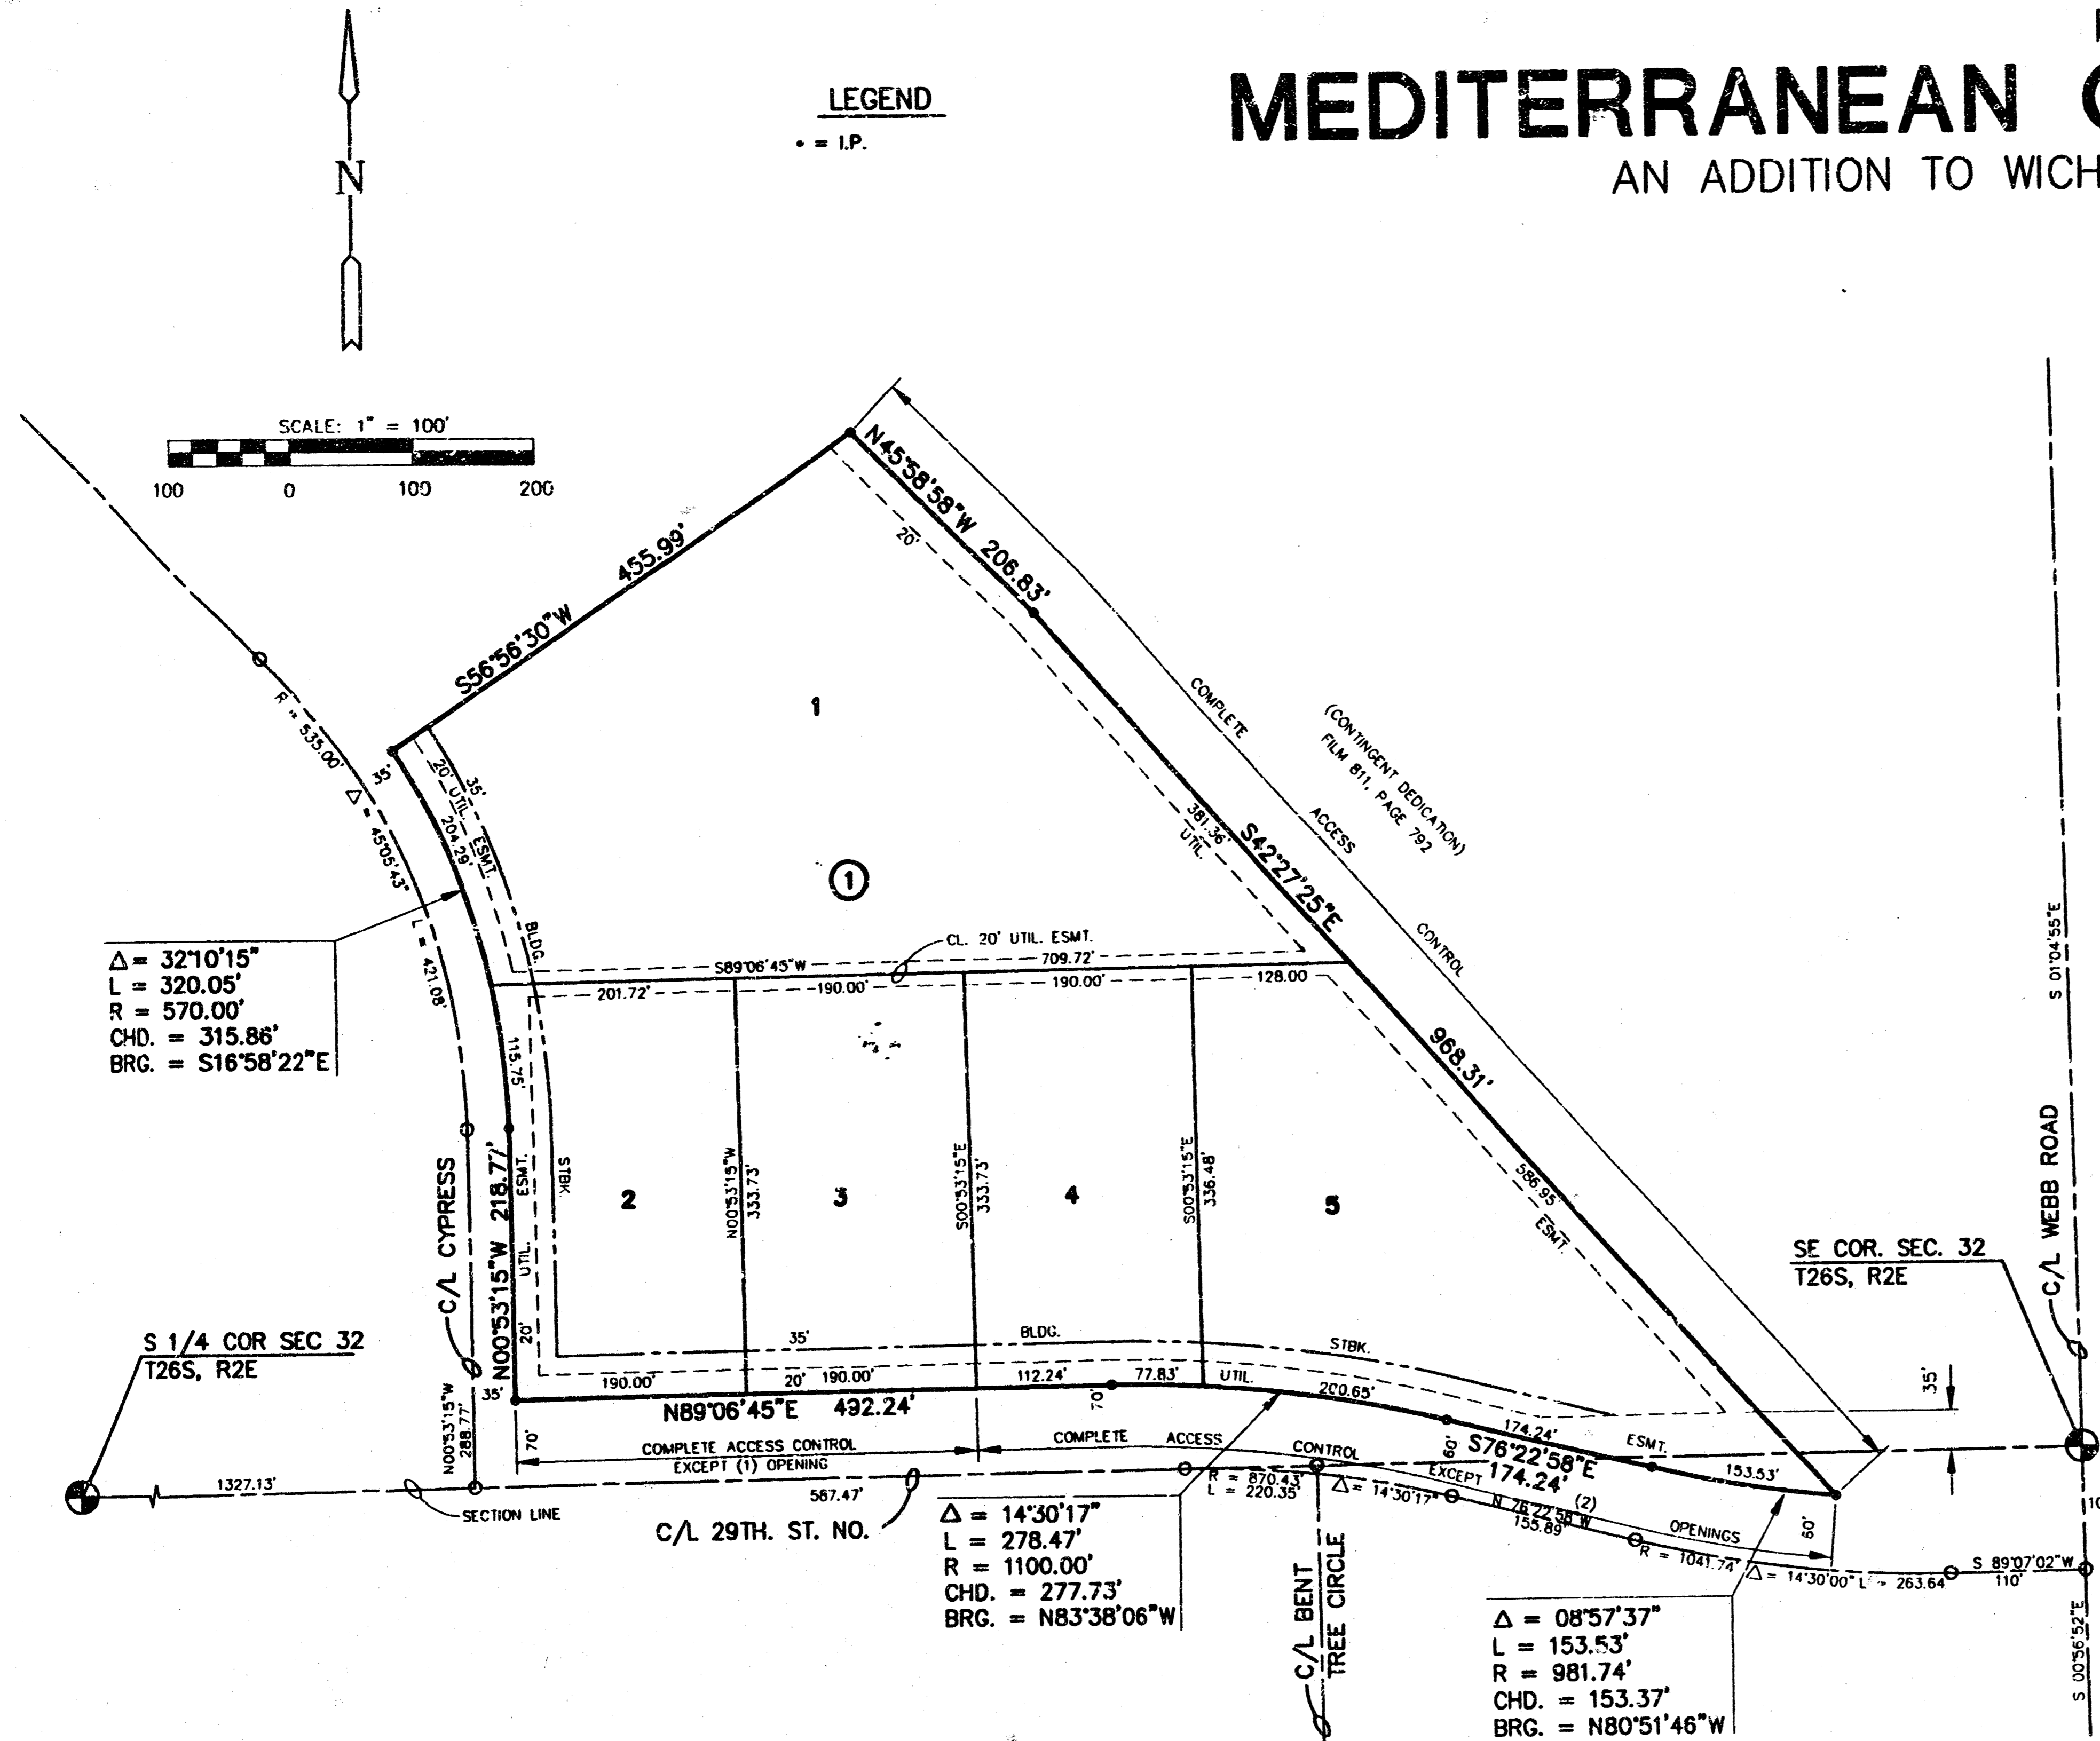 MEDITERRANEAN
AN ADDITION TO WICH
LEGEND
• = I.P.
N
SCALE: 1" = 100'
100 0 100 200
N45°58'58"W 206.83'
20'
455.99'
S56°56'30"W
1
1
COMPLETE
ACCESS
CONTROL
(CONTINGENT DEDICATION)
FILM 811, PAGE 792
381.36'
UTIL.
S42°27'25"E
968.31'
586.95'
ESMT.
R = 535.00'
Δ = 45°05'43"
L = 421.08'
35'
20' UTIL. ESMT.
204.29'
35'
BLDG.
STBK.
Δ = 32°10'15"
L = 320.05'
R = 570.00'
CHD. = 315.86'
BRG. = S16°58'22"E
CL. 20' UTIL. ESMT.
S89°06'45"W
709.72'
201.72'
190.00'
190.00'
128.00
115.75'
N00°53'15"W 218.77'
20' UTIL. ESMT.
2
N00°53'15"W
333.73'
3
S00°53'15"E
333.73'
4
S00°53'15"E
336.48'
5
C/L CYPRESS
N00°53'15"W
288.77'
S 1/4 COR SEC 32
T26S, R2E
SE COR. SEC. 32
T26S, R2E
C/L WEBB ROAD
S 01°04'55"E
35'
35'
BLDG.
STBK.
35'
190.00'
20'
190.00'
112.24'
77.83'
UTIL.
200.65'
174.24'
ESMT.
153.53'
N89°06'45"E 492.24'
70'
70'
60'
S76°22'58"E
174.24'
COMPLETE ACCESS CONTROL
EXCEPT (1) OPENING
COMPLETE ACCESS CONTROL
EXCEPT (2) OPENINGS
60'
1327.13'
SECTION LINE
567.47'
C/L 29TH. ST. NO.
R = 870.43'
L = 220.35'
Δ = 14°30'17"
N 76°22'58"W
155.89'
R = 1041.74'
Δ = 14°30'00"
L = 263.64'
S 89°07'02"W
110'
S 00°56'52"E
Δ = 14°30'17"
L = 278.47'
R = 1100.00'
CHD. = 277.73'
BRG. = N83°38'06"W
C/L BENT
TREE CIRCLE
Δ = 08°57'37"
L = 153.53'
R = 981.74'
CHD. = 153.37'
BRG. = N80°51'46"W